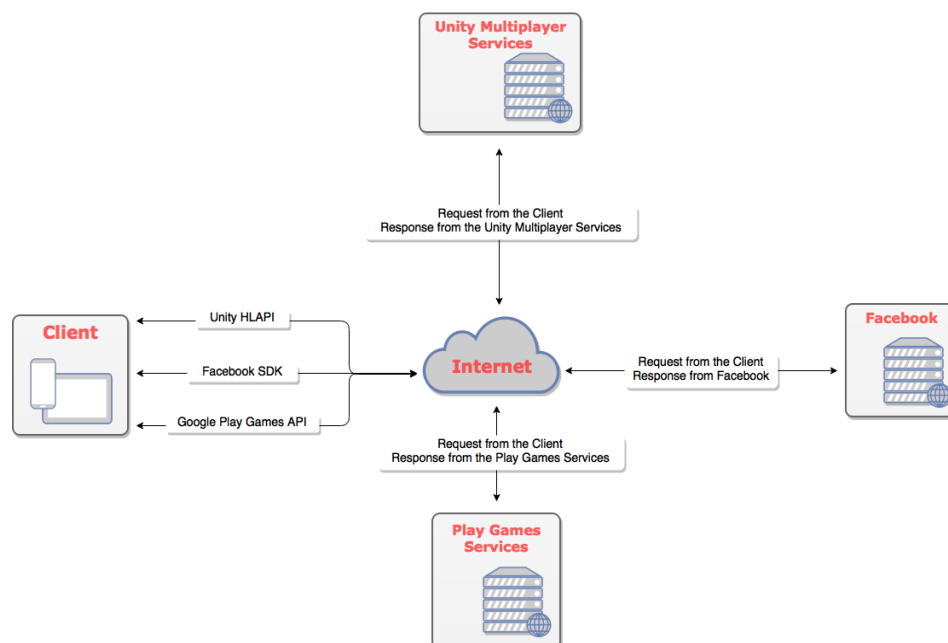 Unity Multiplayer
Services
Request from the Client
Response from the Unity Multiplayer Services
Unity HLAPI
Client
Facebook SDK
Google Play Games API
Internet
Request from the Client
Response from Facebook
Facebook
Request from the Client
Response from the Play Games Services
Play Games
Services